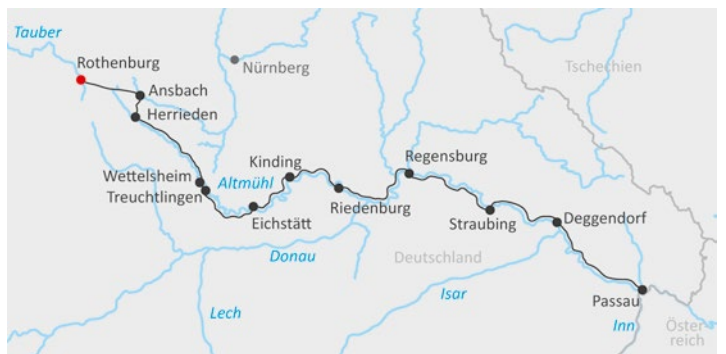 Tauber
Rothenburg
Nürnberg
Tschechien
Ansbach
Herrieden
Kinding
Regensburg
Wettelsheim
Altmühl
Treuchtlingen
Riedenburg
Eichstätt
Straubing
Deggendorf
Donau
Deutschland
Isar
Passau
Lech
Inn
Öster
reich